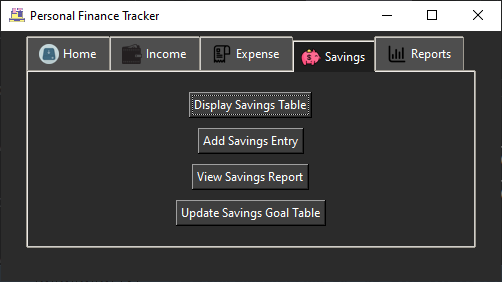 Personal Finance Tracker
Home Income Expense Savings Reports
Display Savings Table
Add Savings Entry
View Savings Report
Update Savings Goal Table